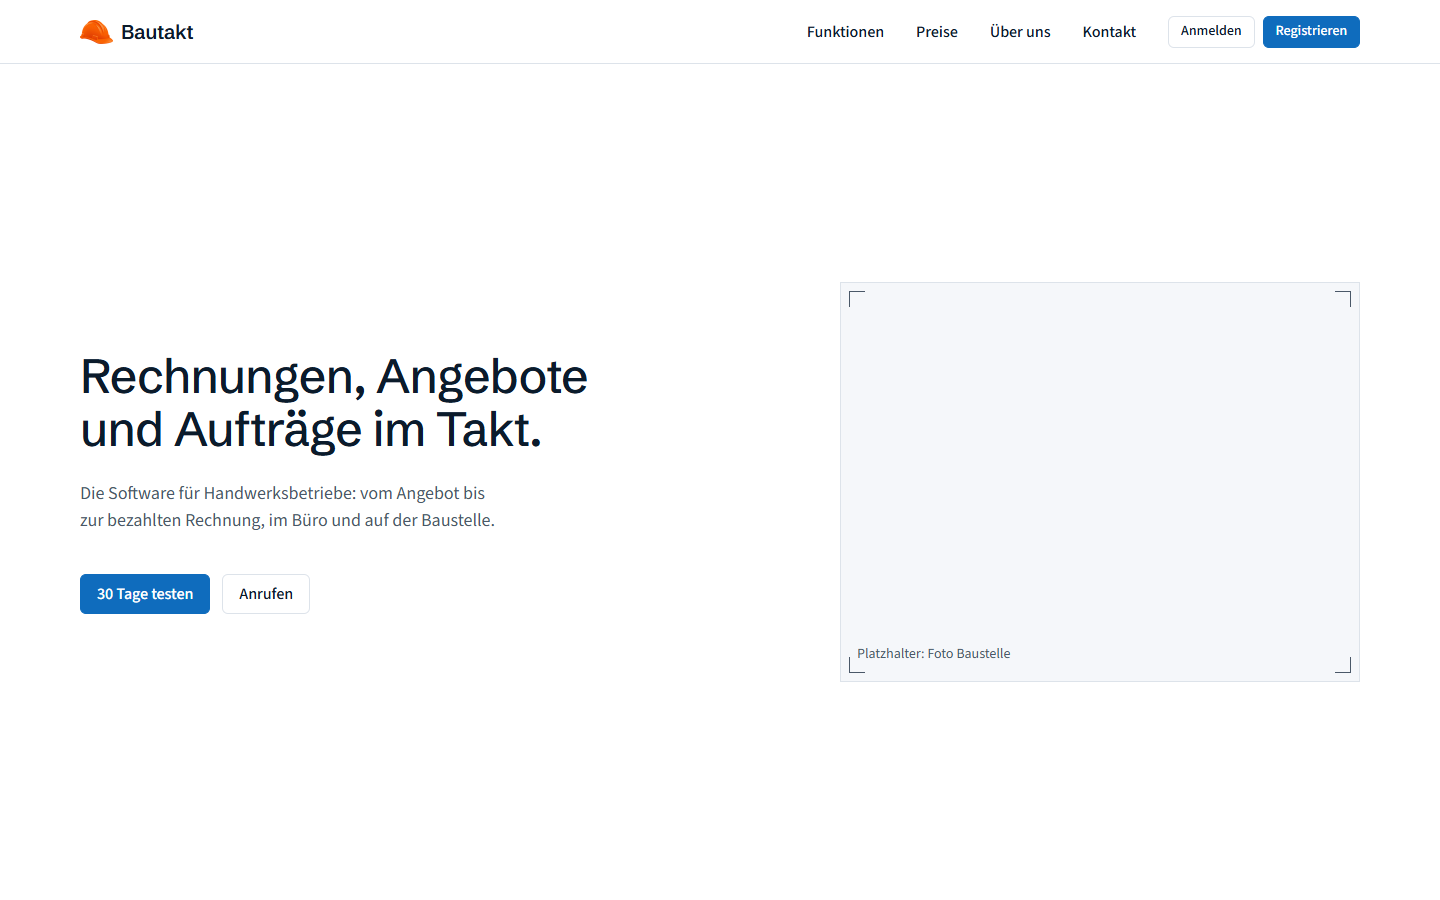 Bautakt
Funktionen
Preise
Über uns
Kontakt
Anmelden
Registrieren
Rechnungen, Angebote
und Aufträge im Takt.
Die Software für Handwerksbetriebe: vom Angebot bis
zur bezahlten Rechnung, im Büro und auf der Baustelle.
30 Tage testen
Anrufen
Platzhalter: Foto Baustelle